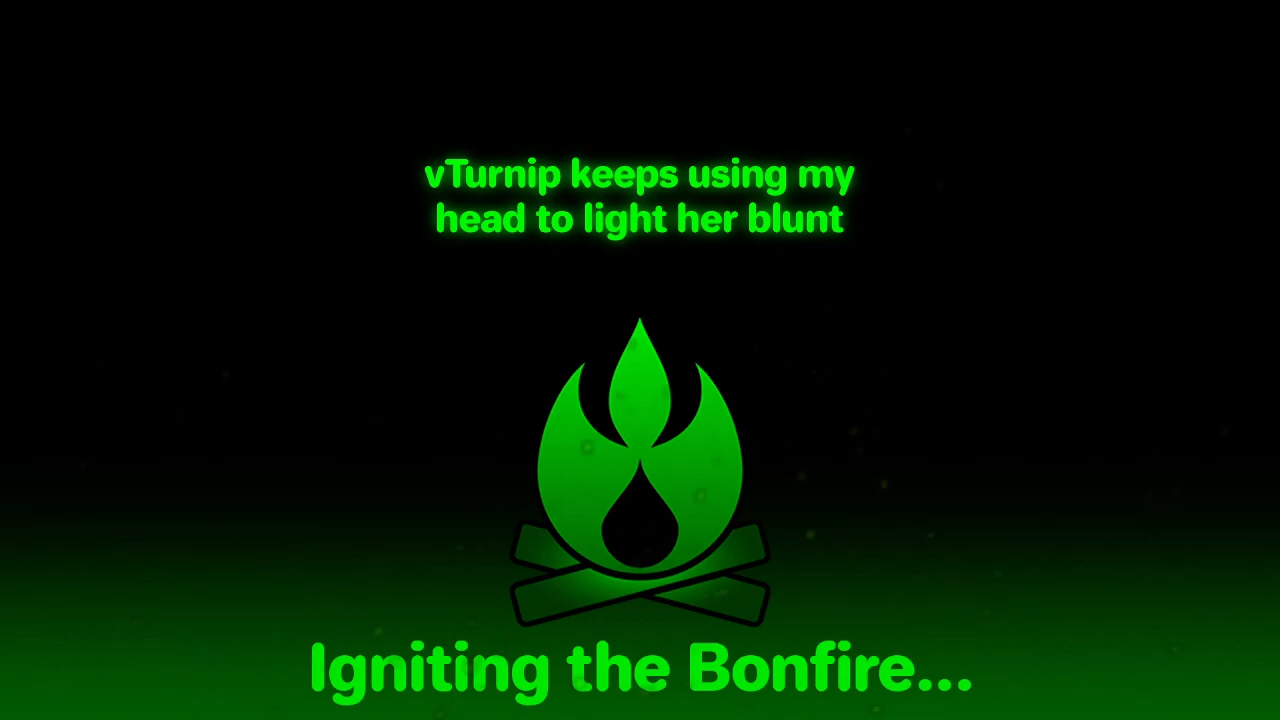 vTurnip keeps using my
head to light her blunt
Igniting the Bonfire...